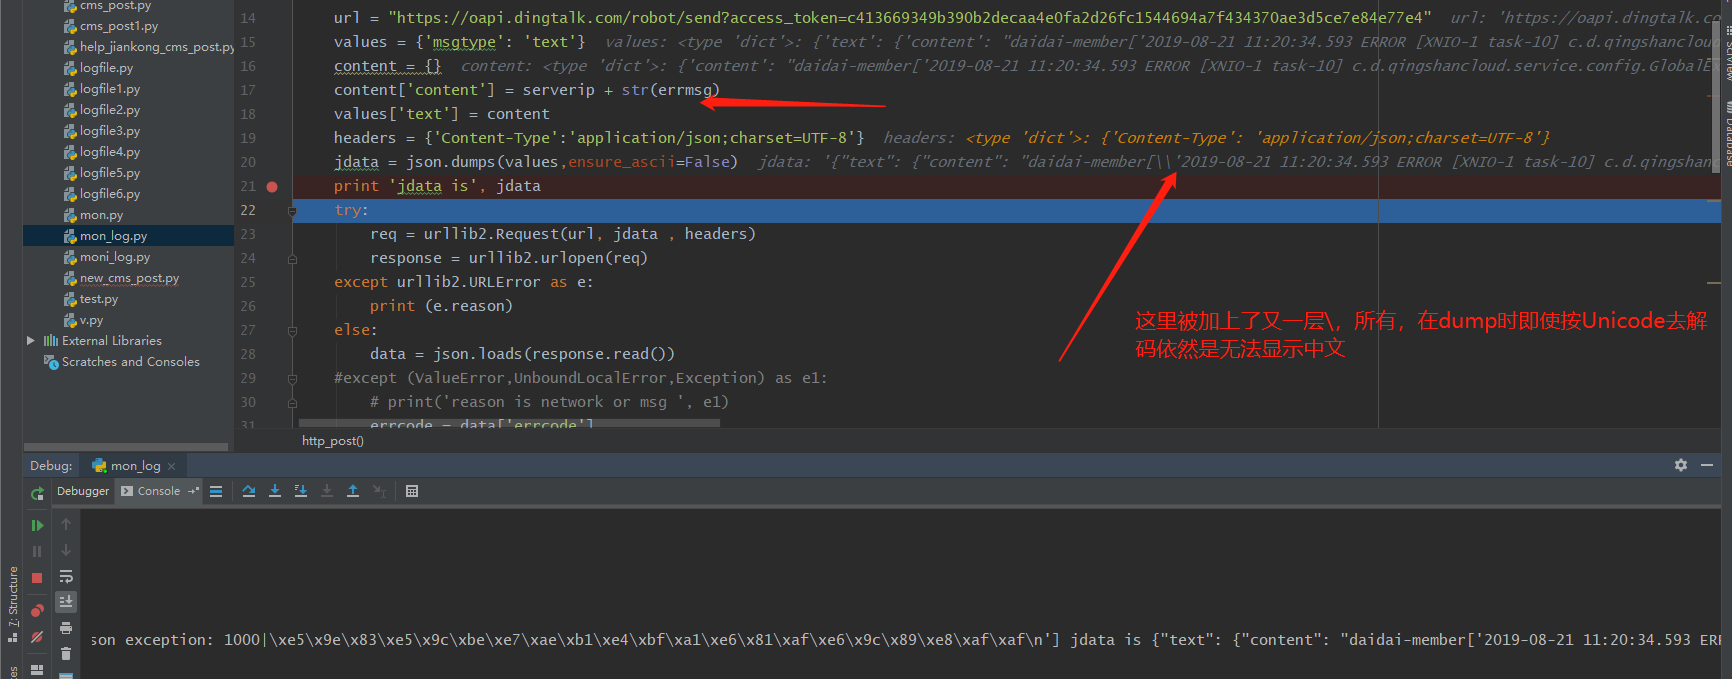 cms_post.py
cms_post1.py
help_jiankong_cms_post.py
logfile.py
logfile1.py
logfile2.py
logfile3.py
logfile4.py
logfile5.py
logfile6.py
mon.py
mon_log.py
moni_log.py
new_cms_post.py
test.py
v.py
External Libraries
Scratches and Consoles
14 url = "https://oapi.dingtalk.com/robot/send?access_token=c413669349b390b2decaa4e0fa2d26fc1544694a7f434370ae3d5ce7e84e77e4" url: 'https://oapi.dingtalk.co
15 values = {'msgtype': 'text'} values: <type 'dict'>: {'text': {'content': "daidai-member['2019-08-21 11:20:34.593 ERROR [XNIO-1 task-10] c.d.qingshancloud
16 content = {} content: <type 'dict'>: {'content': "daidai-member['2019-08-21 11:20:34.593 ERROR [XNIO-1 task-10] c.d.qingshancloud.service.config.GlobalEx
17 content['content'] = serverip + str(errmsg)
18 values['text'] = content
19 headers = {'Content-Type':'application/json;charset=UTF-8'} headers: <type 'dict'>: {'Content-Type': 'application/json;charset=UTF-8'}
20 jdata = json.dumps(values,ensure_ascii=False) jdata: '{"text": {"content": "daidai-member[\\'2019-08-21 11:20:34.593 ERROR [XNIO-1 task-10] c.d.qingshanc
21 print 'jdata is', jdata
22 try:
23 req = urllib2.Request(url, jdata , headers)
24 response = urllib2.urlopen(req)
25 except urllib2.URLError as e:
26 print (e.reason)
27 else:
28 data = json.loads(response.read())
29 #except (ValueError,UnboundLocalError,Exception) as e1:
30 # print('reason is network or msg ', e1)
31 errcode = data['errcode']
这里被加上了又一层\，所有，在dump时即使按Unicode去解
码依然是无法显示中文
http_post()
SciView
Database
Debug: mon_log
Debugger Console
7: Structure
son exception: 1000|\xe5\x9e\x83\xe5\x9c\xbe\xe7\xae\xb1\xe4\xbf\xa1\xe6\x81\xaf\xe6\x9c\x89\xe8\xaf\xaf\n'] jdata is {"text": {"content": "daidai-member['2019-08-21 11:20:34.593 ERR